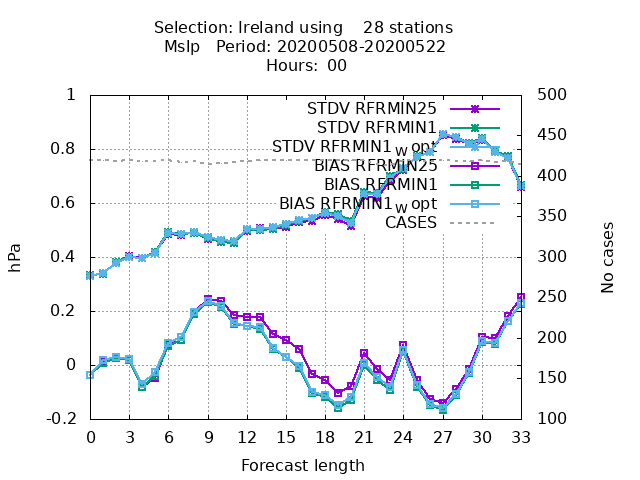 Selection: Ireland using 28 stations
Mslp Period: 20200508-20200522
Hours: 00
1
0.8
0.6
0.4
0.2
0
-0.2
hPa
500
450
400
350
300
250
200
150
100
No cases
STDV RFRMIN25
STDV RFRMIN1
STDV RFRMIN1w opt
BIAS RFRMIN25
BIAS RFRMIN1
BIAS RFRMIN1w opt
CASES
0 3 6 9 12 15 18 21 24 27 30 33
Forecast length